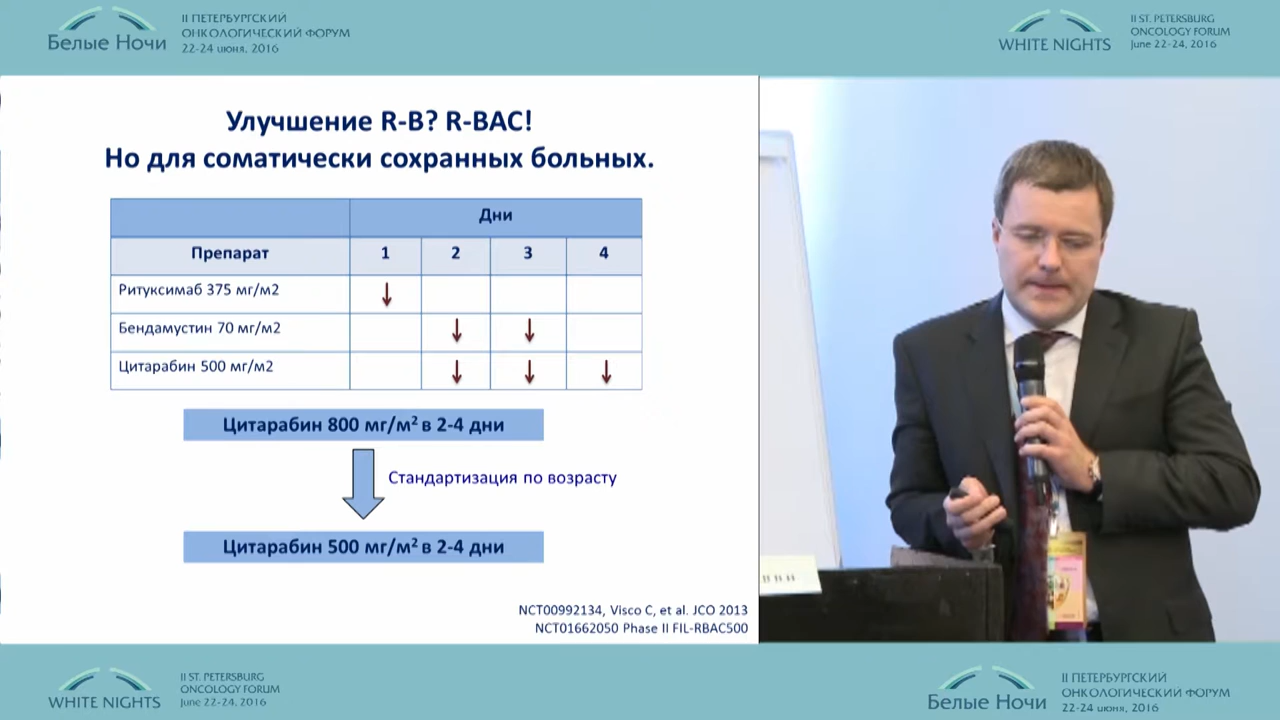 II ПЕТЕРБУРГСКИЙ
ОНКОЛОГИЧЕСКИЙ ФОРУМ
Белые Ночи
22-24 июня, 2016
WHITE NIGHTS
II ST. PETERSBURG
ONCOLOGY FORUM
June 22-24, 2016
Улучшение R-B? R-BAC!
Но для соматически сохранных больных.
Дни
Препарат 1 2 3 4
Ритуксимаб 375 мг/м2
Бендамустин 70 мг/м2
Цитарабин 500 мг/м2
Цитарабин 800 мг/м² в 2-4 дни
Стандартизация по возрасту
Цитарабин 500 мг/м² в 2-4 дни
NCT00992134, Visco C, et al. JCO 2013
NCT01662050 Phase II FIL-RBAC500
WHITE NIGHTS
II ST. PETERSBURG
ONCOLOGY FORUM
June 22-24, 2016
Белые Ночи
II ПЕТЕРБУРГСКИЙ
ОНКОЛОГИЧЕСКИЙ ФОРУМ
22-24 июня, 2016